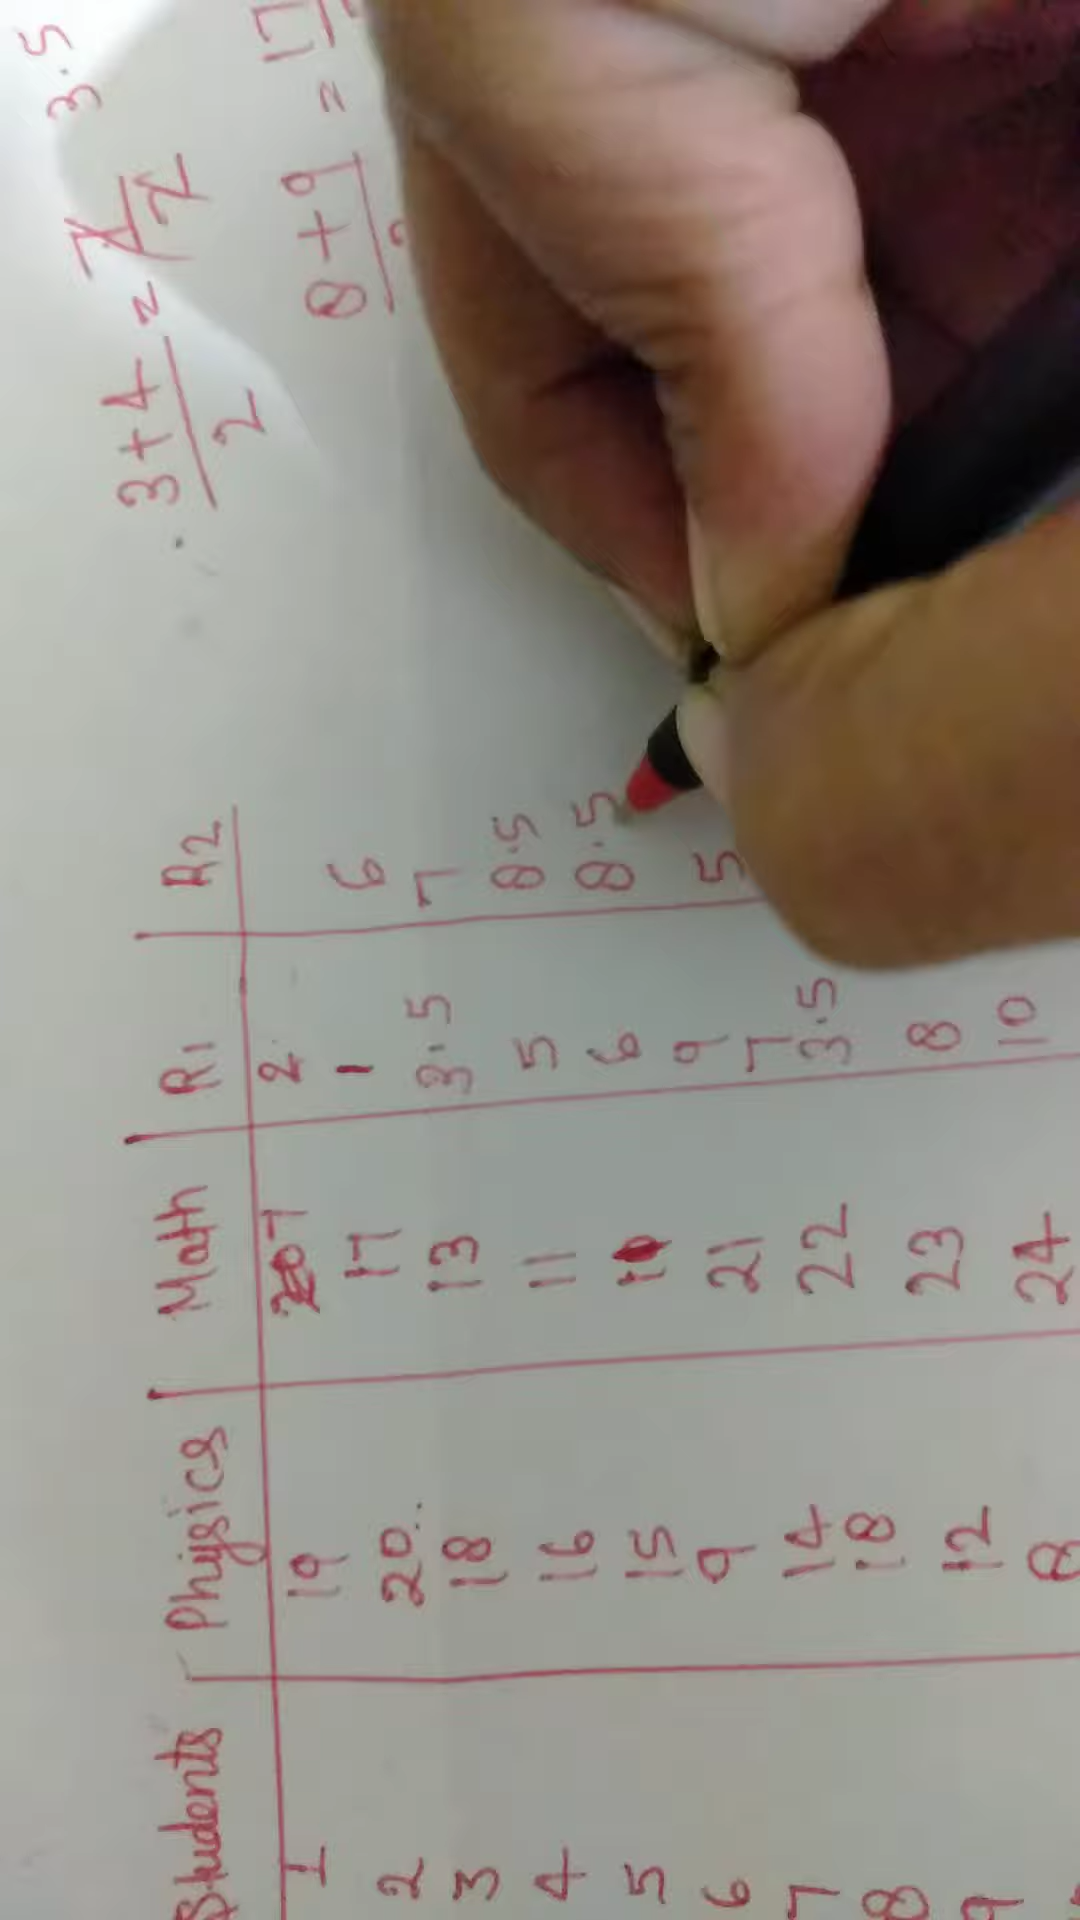 3+4/2 = 7/2 3.5
8+9/2 = 17
Students Physics Math R1 R2
1 19 2
2 20 17 1 6
3 18 13 3.5 7
4 16 11 5 8.5
5 15 6 8.5
6 9 21 9 5
7 14 22 7
8 18 23 3.5
9 12 24 8
8 10